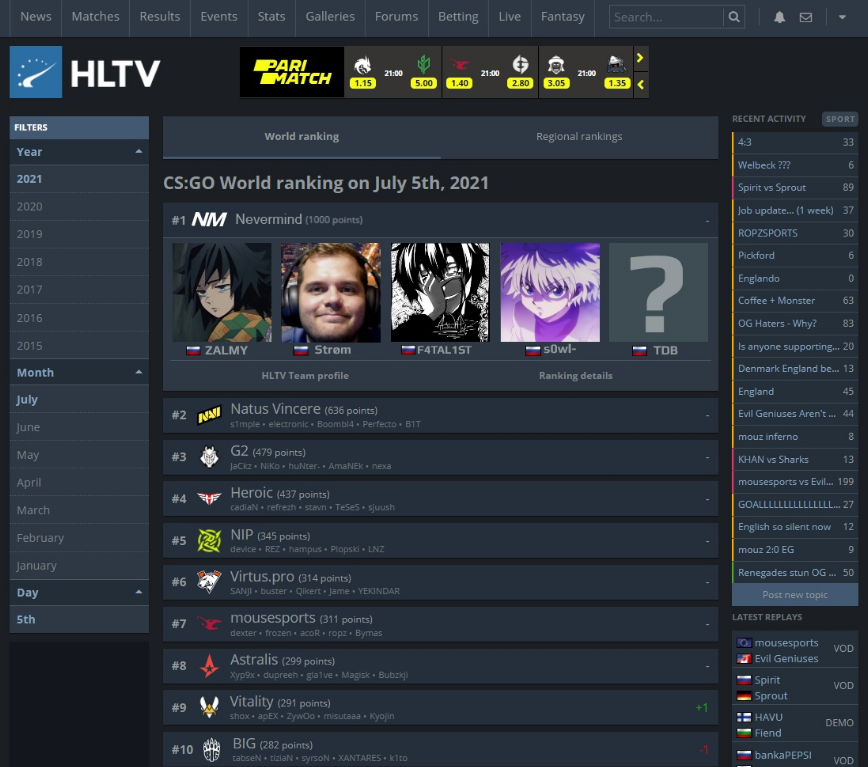 News Matches Results Events Stats Galleries Forums Betting Live Fantasy Search...
HLTV
PARI MATCH
1.15 21:00 5.00 1.40 21:00 2.80 3.05 21:00 1.35
FILTERS
Year
2021
2020
2019
2018
2017
2016
2015
Month
July
June
May
April
March
February
January
Day
5th
World ranking Regional rankings
CS:GO World ranking on July 5th, 2021
#1 NM Nevermind (1000 points) -
?
ZALMY Strøm F4TAL1ST s0wl- TDB
HLTV Team profile Ranking details
#2 NAVI Natus Vincere (636 points) -
s1mple • electronic • Boombl4 • Perfecto • B1T
#3 G2 (479 points) -
JaCkz • NiKo • huNter- • AmaNEk • nexa
#4 Heroic (437 points) -
cadiaN • refrezh • stavn • TeSeS • sjuush
#5 NIP (345 points) -
device • REZ • hampus • Plopski • LNZ
#6 Virtus.pro (314 points) -
SANJI • buster • Qikert • Jame • YEKINDAR
#7 mousesports (311 points) -
dexter • frozen • acoR • ropz • Bymas
#8 Astralis (299 points) -
Xyp9x • dupreeh • gla1ve • Magisk • Bubzkji
#9 Vitality (291 points) +1
shox • apEX • ZywOo • misutaaa • Kyojin
#10 BIG (282 points) -1
tabseN • tiziaN • syrsoN • XANTARES • k1to
RECENT ACTIVITY SPORT
4:3 33
Welbeck ??? 6
Spirit vs Sprout 89
Job update... (1 week) 37
ROPZSPORTS 30
Pickford 6
Englando 0
Coffee + Monster 63
OG Haters - Why? 83
Is anyone supporting... 20
Denmark England be... 13
England 45
Evil Geniuses Aren't ... 44
mouz inferno 8
KHAN vs Sharks 13
mousesports vs Evil... 199
GOALLLLLLLLLLLLLL... 27
English so silent now 12
mouz 2:0 EG 9
Renegades stun OG ... 50
Post new topic
LATEST REPLAYS
mousesports
Evil Geniuses VOD
Spirit
Sprout VOD
HAVU
Fiend DEMO
bankaPEPSI
VOD